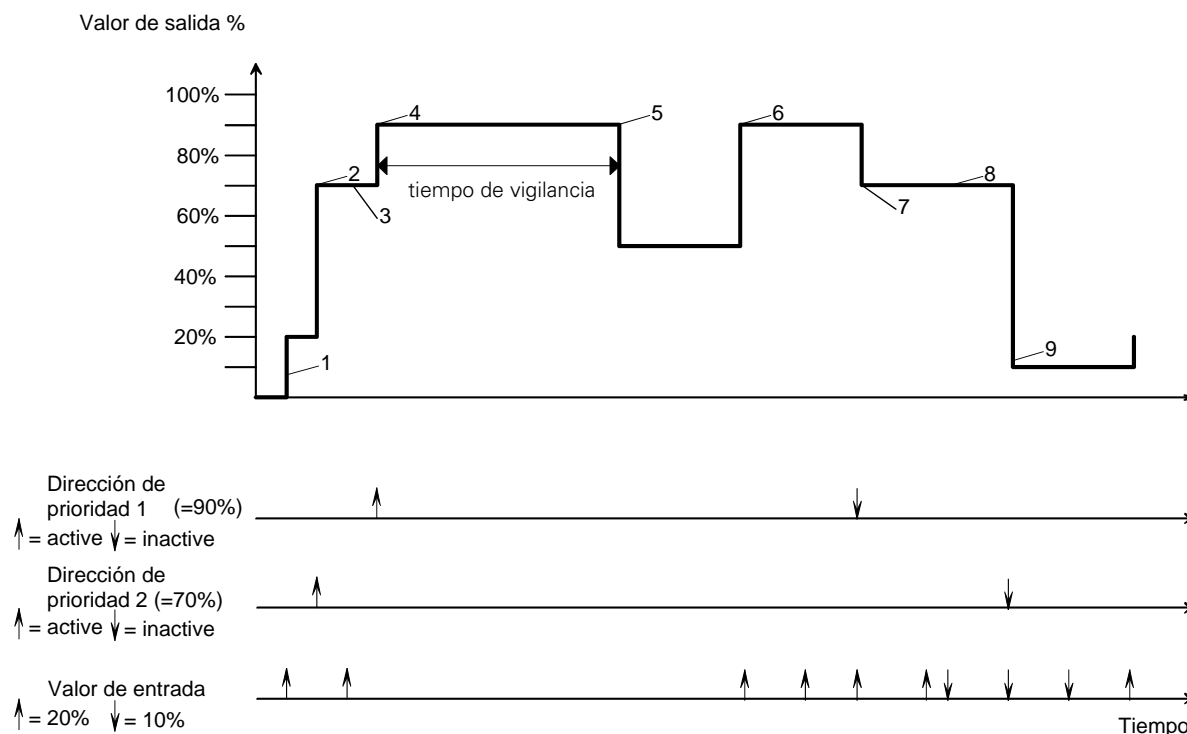 Valor de salida %
100%
80%
60%
40%
20%
1
2
3
4
5
6
7
8
9
tiempo de vigilancia
Dirección de
prioridad 1 (=90%)
= active = inactive
Dirección de
prioridad 2 (=70%)
= active = inactive
Valor de entrada
= 20% = 10%
Tiempo